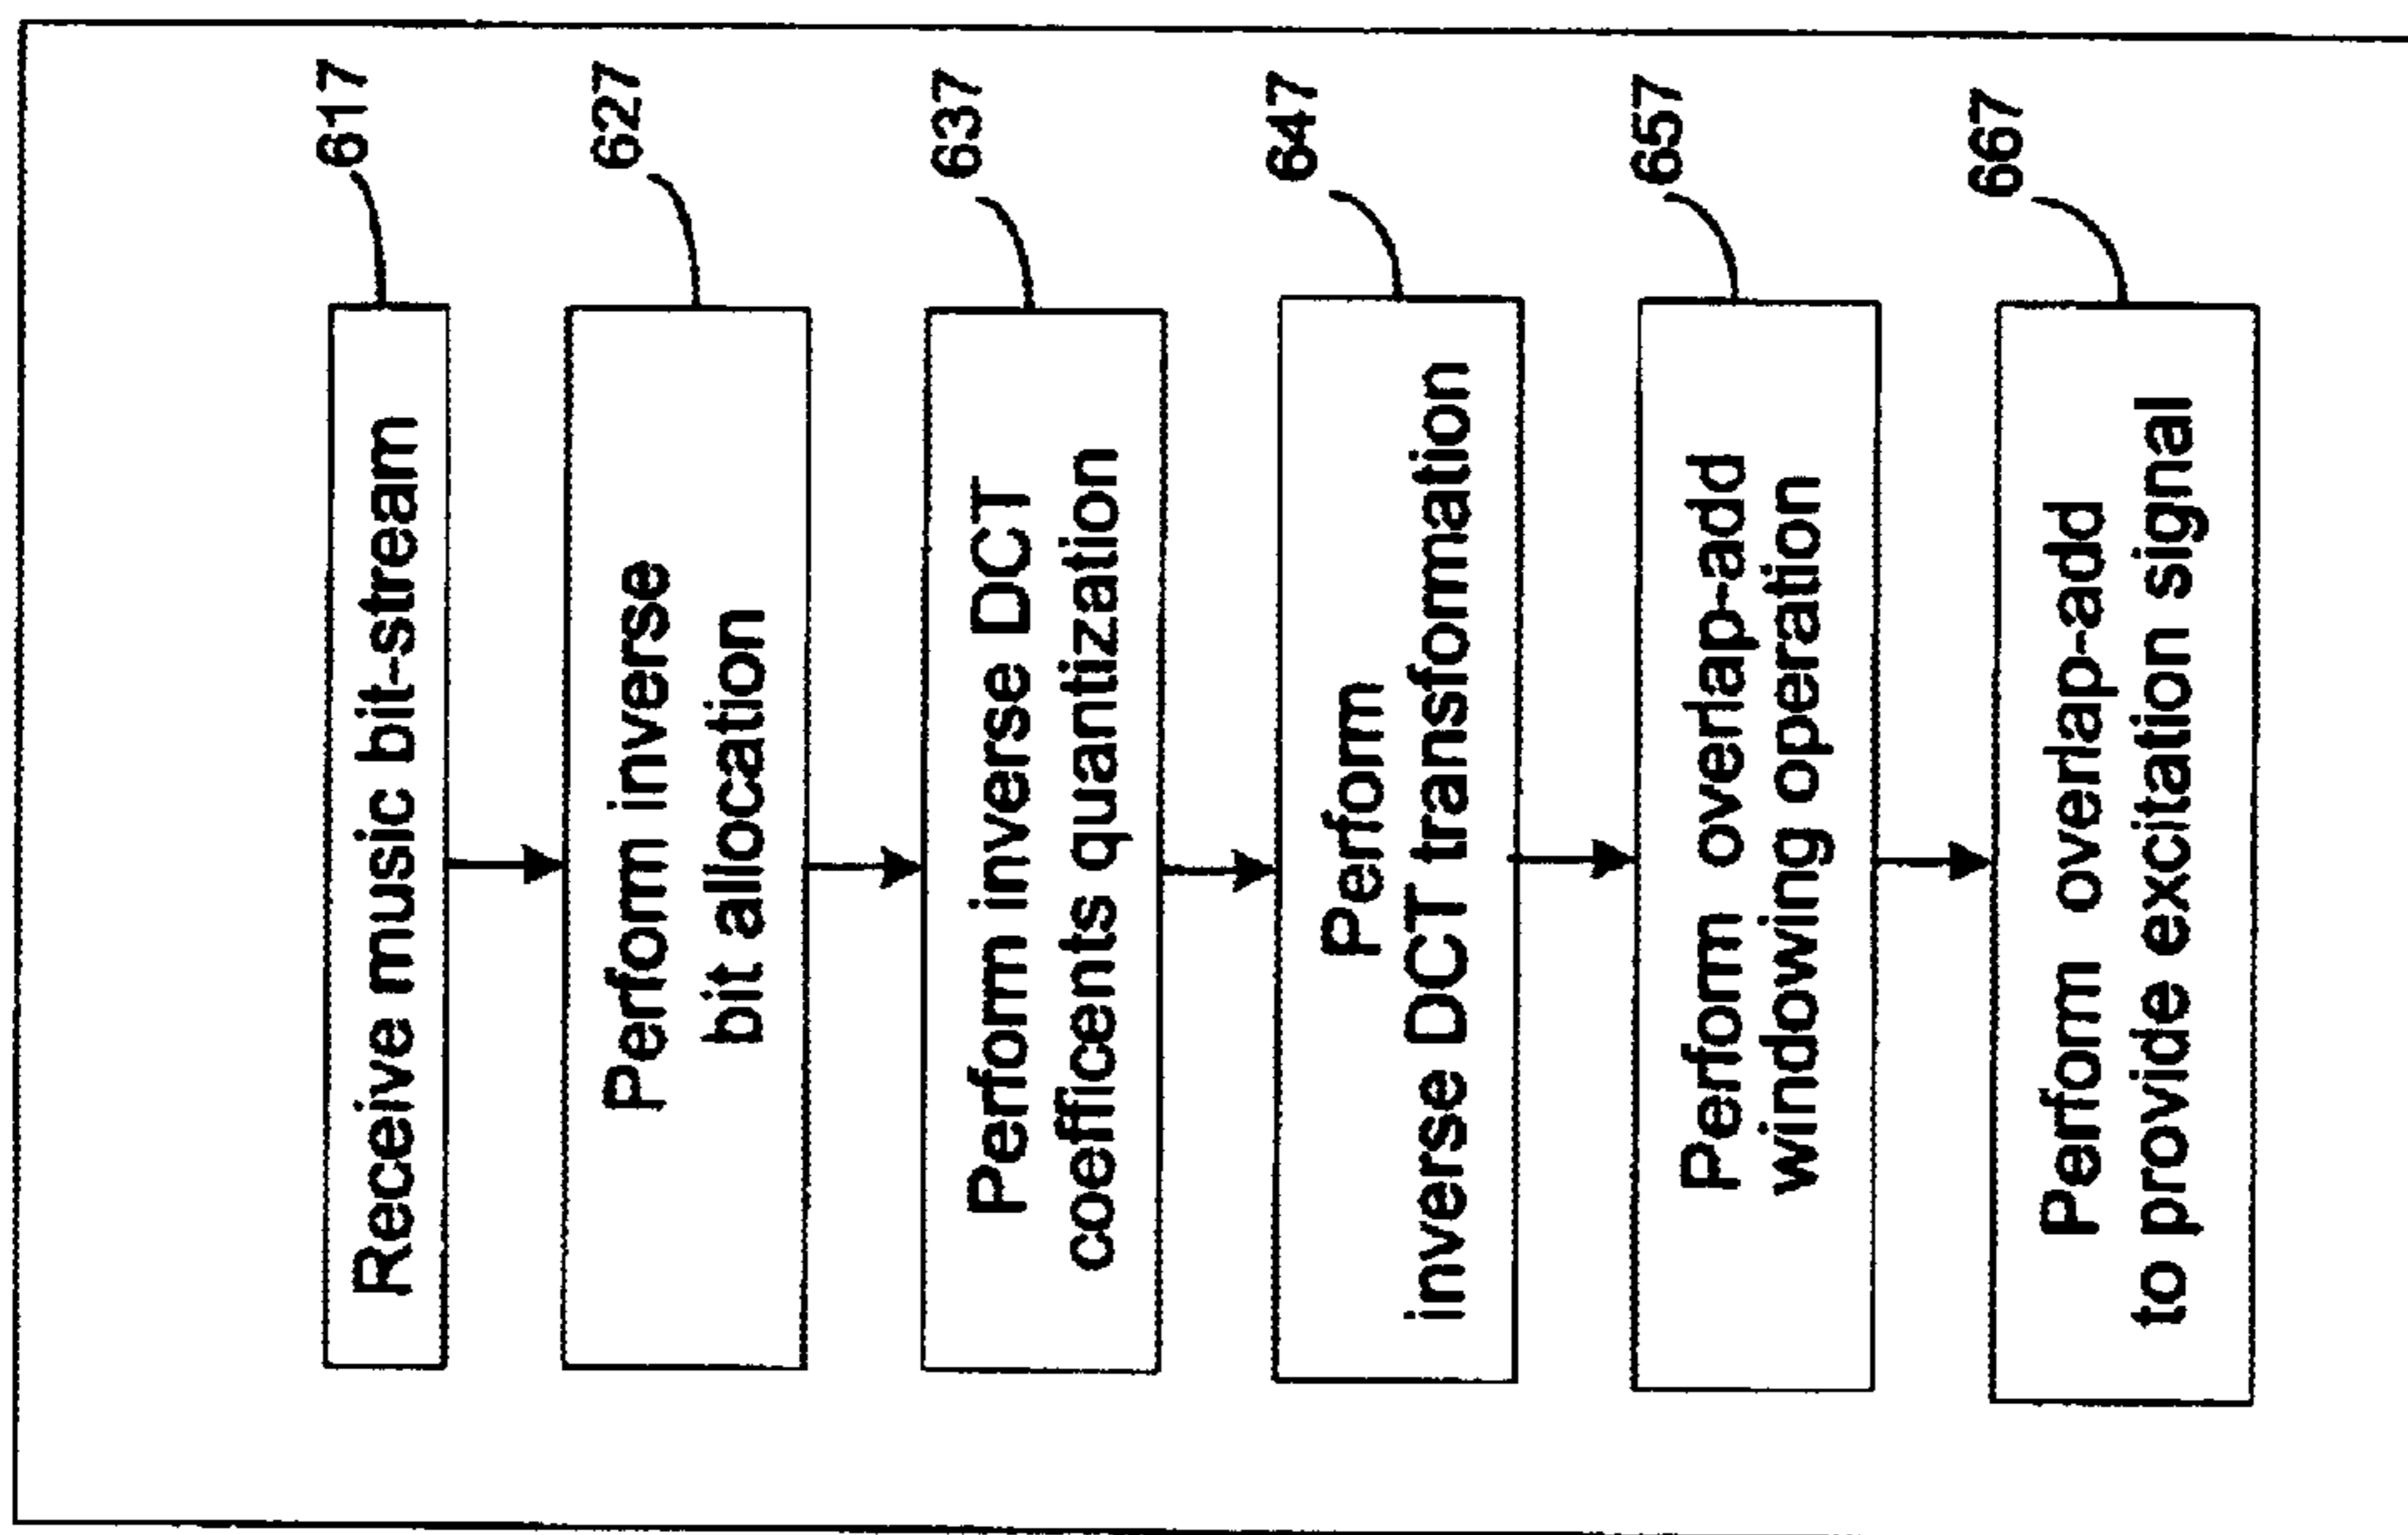 Receive music bit-stream
617
Perform inverse
bit allocation
627
Perform inverse DCT
coefficents quantization
637
Perform
inverse DCT transfomation
647
Perform overlap-add
windowing operation
657
Perform overlap-add
to provide excitation signal
667